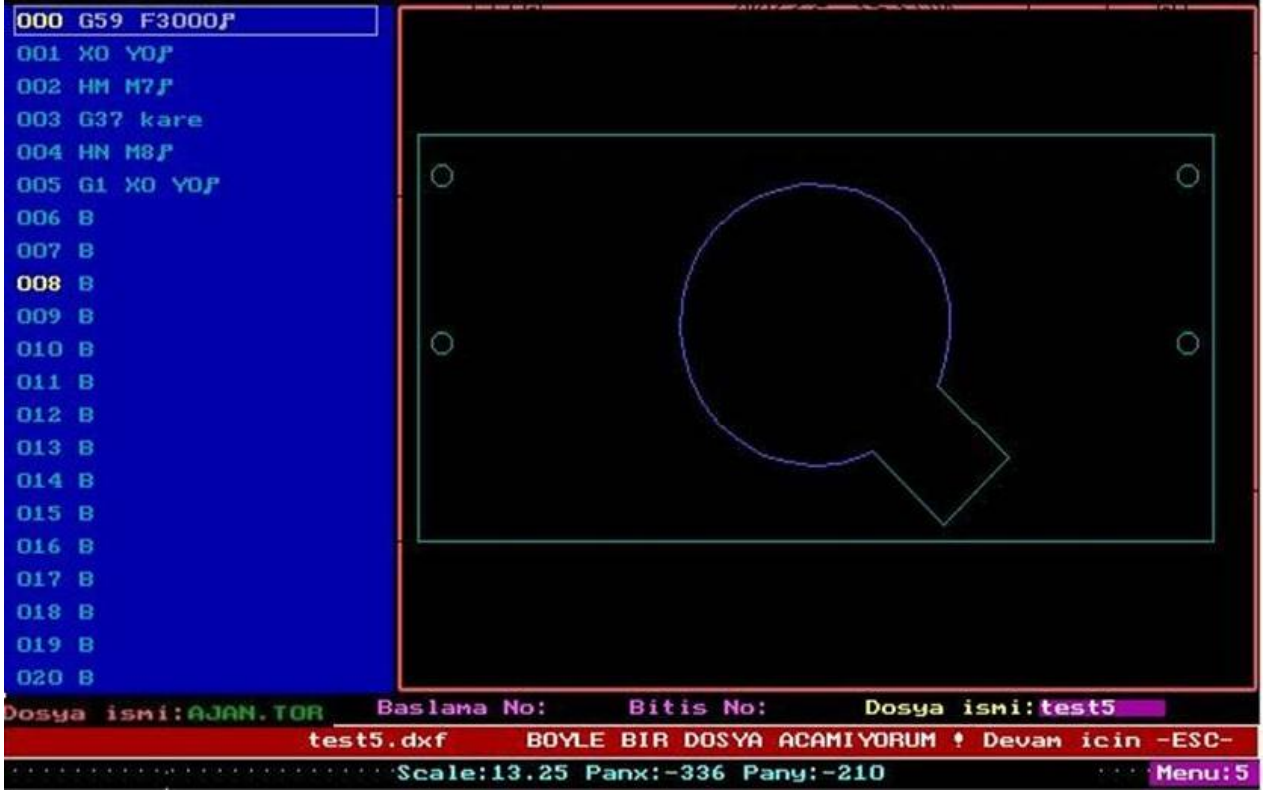 000 G59 F3000♪
001 X0 Y0♪
002 HM M7♪
003 G37 kare
004 HN M8♪
005 G1 X0 Y0♪
006 B
007 B
008 B
009 B
010 B
011 B
012 B
013 B
014 B
015 B
016 B
017 B
018 B
019 B
020 B
Dosya ismi:AJAN.TOR Baslama No: Bitis No: Dosya ismi:test5
test5.dxf BOYLE BIR DOSYA ACAMIYORUM ! Devam icin -ESC-
Scale:13.25 Panx:-336 Pany:-210 Menu:5